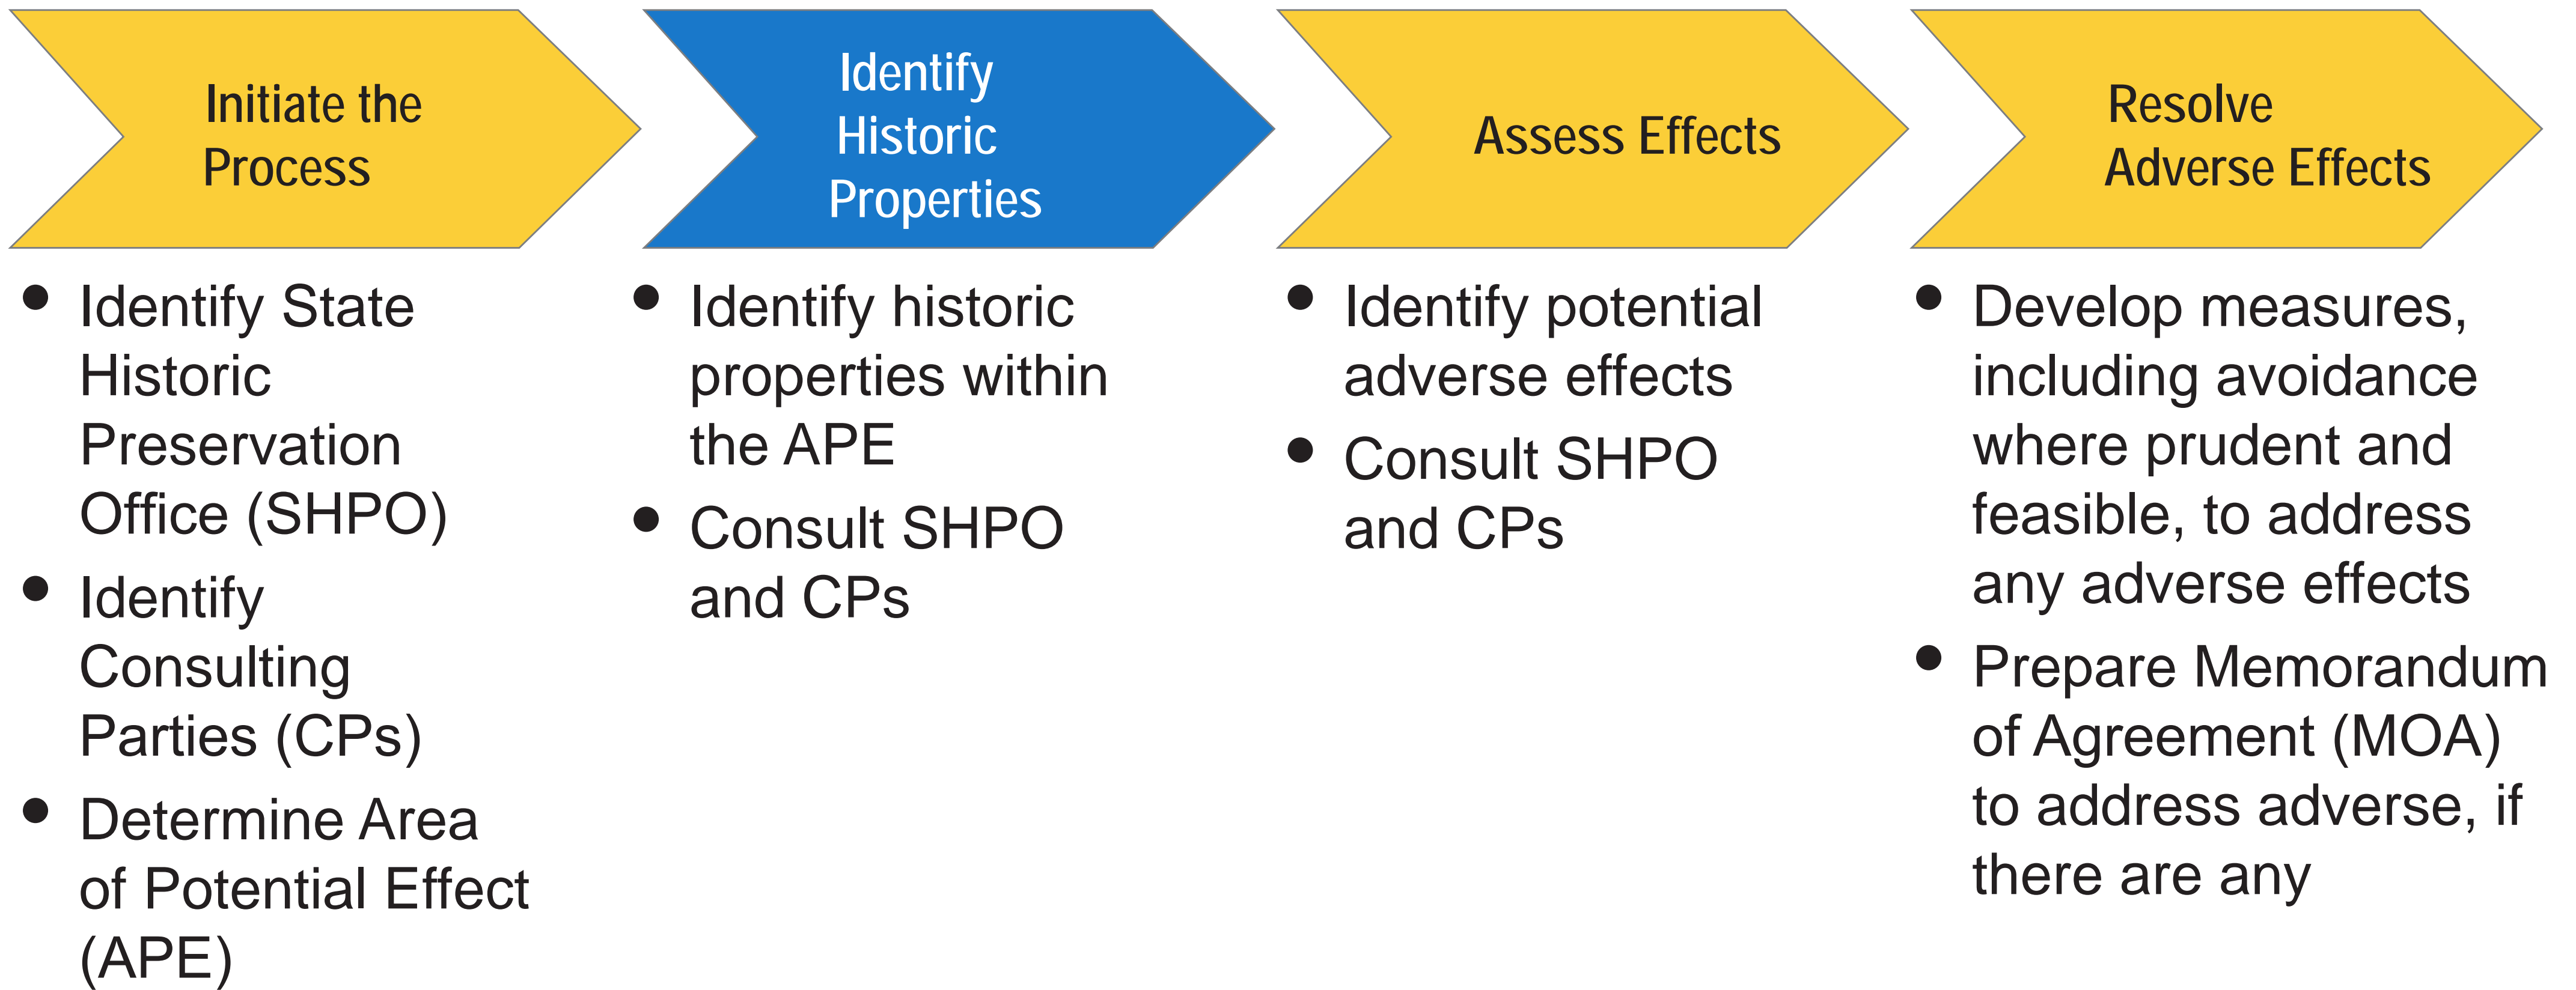 Initiate the
Process
Identify
Historic
Properties
Assess Effects
Resolve
Adverse Effects
• Identify State
Historic
Preservation
Office (SHPO)
• Identify
Consulting
Parties (CPs)
• Determine Area
of Potential Effect
(APE)
• Identify historic
properties within
the APE
• Consult SHPO
and CPs
• Identify potential
adverse effects
• Consult SHPO
and CPs
• Develop measures,
including avoidance
where prudent and
feasible, to address
any adverse effects
• Prepare Memorandum
of Agreement (MOA)
to address adverse, if
there are any